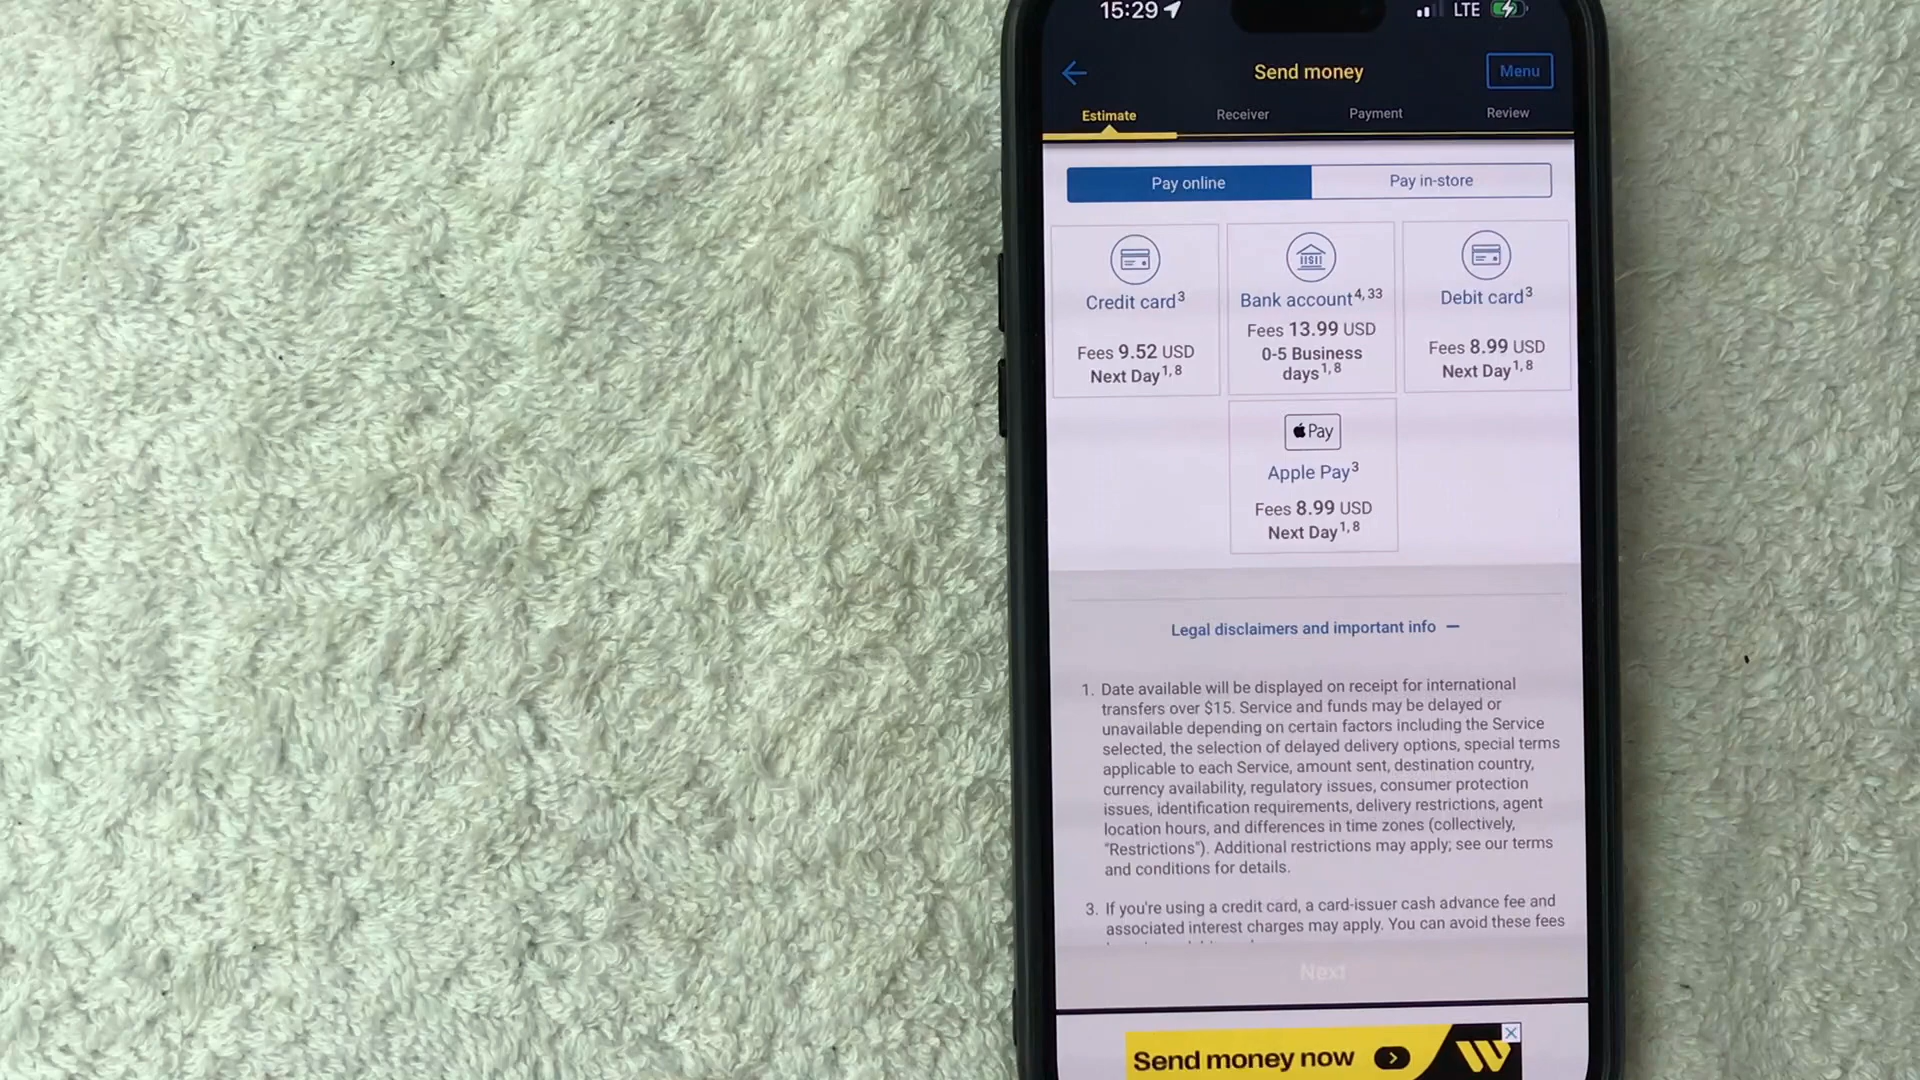 15:29
LTE
Send money
Menu
Estimate
Receiver
Payment
Review
Pay online
Pay in-store
Credit card3
Fees 9.52 USD
Next Day1,8
Bank account4,33
Fees 13.99 USD
0-5 Business
days1,8
Debit card3
Fees 8.99 USD
Next Day1,8
Pay
Apple Pay3
Fees 8.99 USD
Next Day1,8
Legal disclaimers and important info
1. Date available will be displayed on receipt for international
transfers over $15. Service and funds may be delayed or
unavailable depending on certain factors including the Service
selected, the selection of delayed delivery options, special terms
applicable to each Service, amount sent, destination country,
currency availability, regulatory issues, consumer protection
issues, identification requirements, delivery restrictions, agent
location hours, and differences in time zones (collectively,
"Restrictions"). Additional restrictions may apply; see our terms
and conditions for details.
3. If you're using a credit card, a card-issuer cash advance fee and
associated interest charges may apply. You can avoid these fees
Next
Send money now